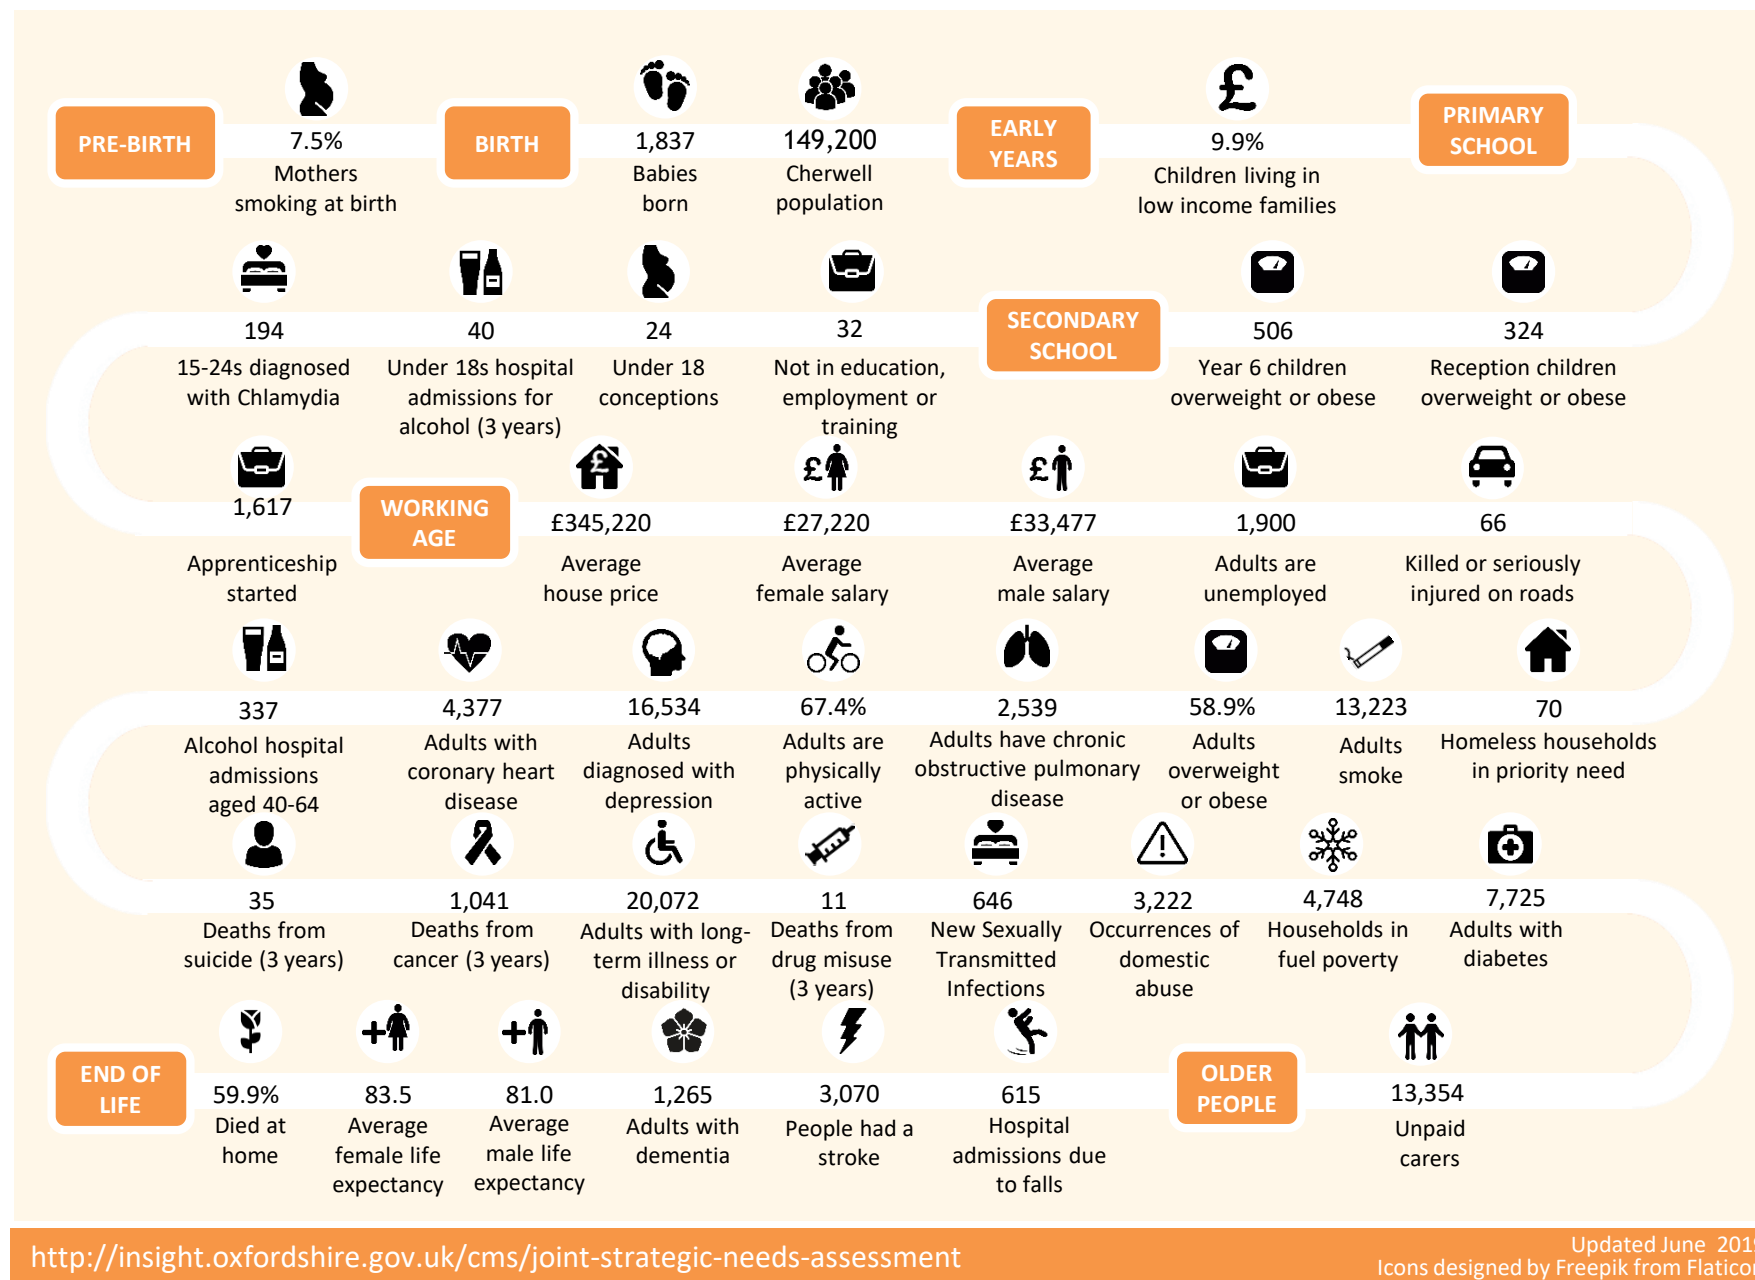 PRE-BIRTH
7.5%
Mothers
smoking at birth
BIRTH
1,837
Babies
born
149,200
Cherwell
population
EARLY
YEARS
£
9.9%
Children living in
low income families
PRIMARY
SCHOOL
324
Reception children
overweight or obese
506
Year 6 children
overweight or obese
SECONDARY
SCHOOL
32
Not in education,
employment or
training
24
Under 18
conceptions
40
Under 18s hospital
admissions for
alcohol (3 years)
194
15-24s diagnosed
with Chlamydia
1,617
Apprenticeship
started
WORKING
AGE
£
£345,220
Average
house price
£
£27,220
Average
female salary
£
£33,477
Average
male salary
1,900
Adults are
unemployed
66
Killed or seriously
injured on roads
70
Homeless households
in priority need
13,223
Adults
smoke
58.9%
Adults
overweight
or obese
2,539
Adults have chronic
obstructive pulmonary
disease
67.4%
Adults are
physically
active
16,534
Adults
diagnosed with
depression
4,377
Adults with
coronary heart
disease
337
Alcohol hospital
admissions
aged 40-64
35
Deaths from
suicide (3 years)
1,041
Deaths from
cancer (3 years)
20,072
Adults with long-
term illness or
disability
11
Deaths from
drug misuse
(3 years)
646
New Sexually
Transmitted
Infections
3,222
Occurrences of
domestic
abuse
4,748
Households in
fuel poverty
7,725
Adults with
diabetes
13,354
Unpaid
carers
OLDER
PEOPLE
615
Hospital
admissions due
to falls
3,070
People had a
stroke
1,265
Adults with
dementia
81.0
Average
male life
expectancy
83.5
Average
female life
expectancy
59.9%
Died at
home
END OF
LIFE
http://insight.oxfordshire.gov.uk/cms/joint-strategic-needs-assessment
Updated June
Icons designed by Freepik from